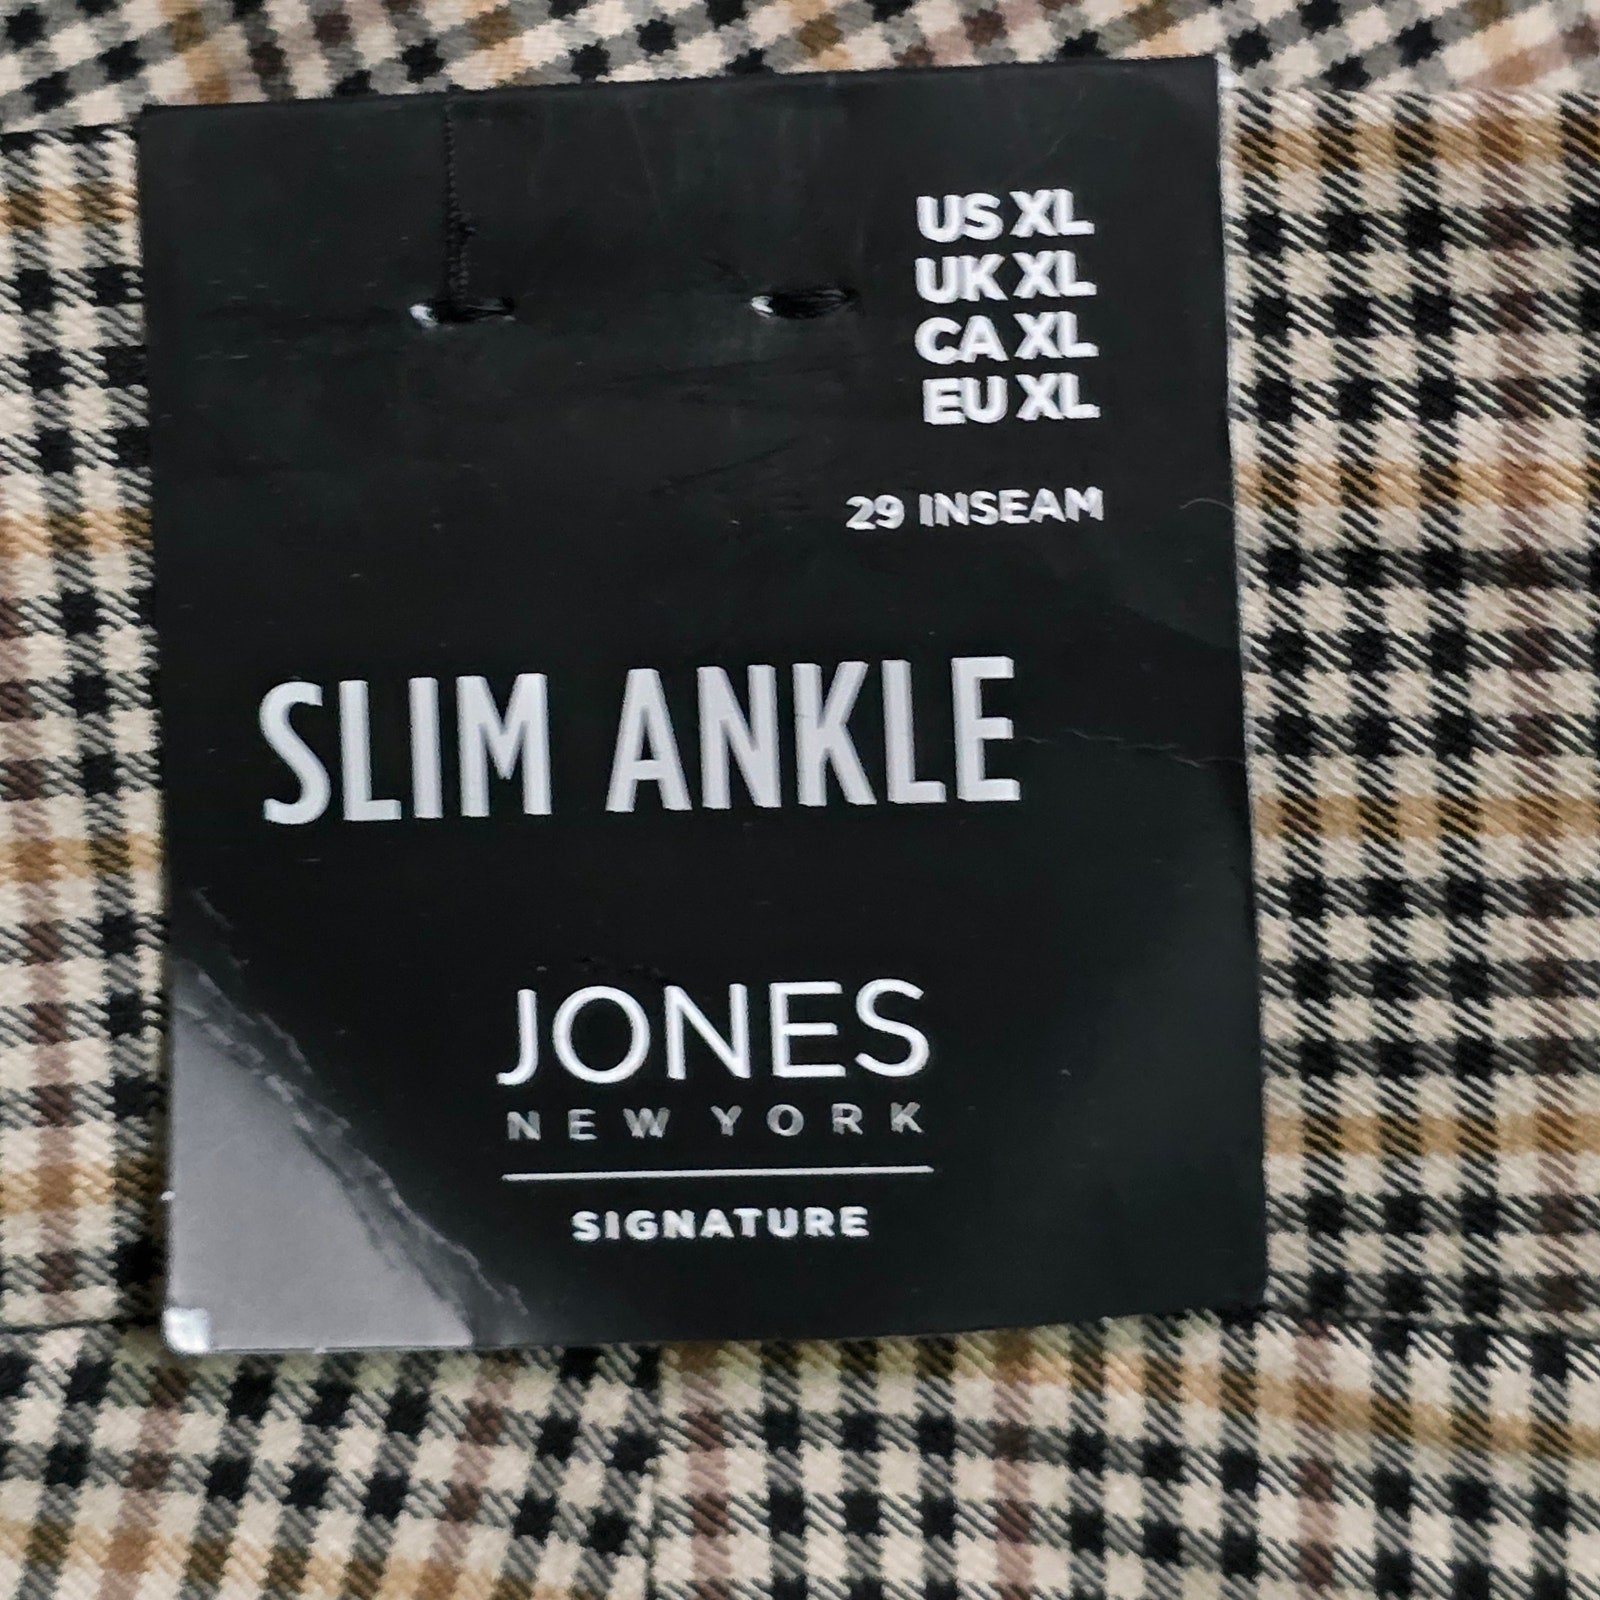 US XL
UK XL
CA XL
EU XL
29 INSEAM
SLIM ANKLE
JONES
NEW YORK
SIGNATURE